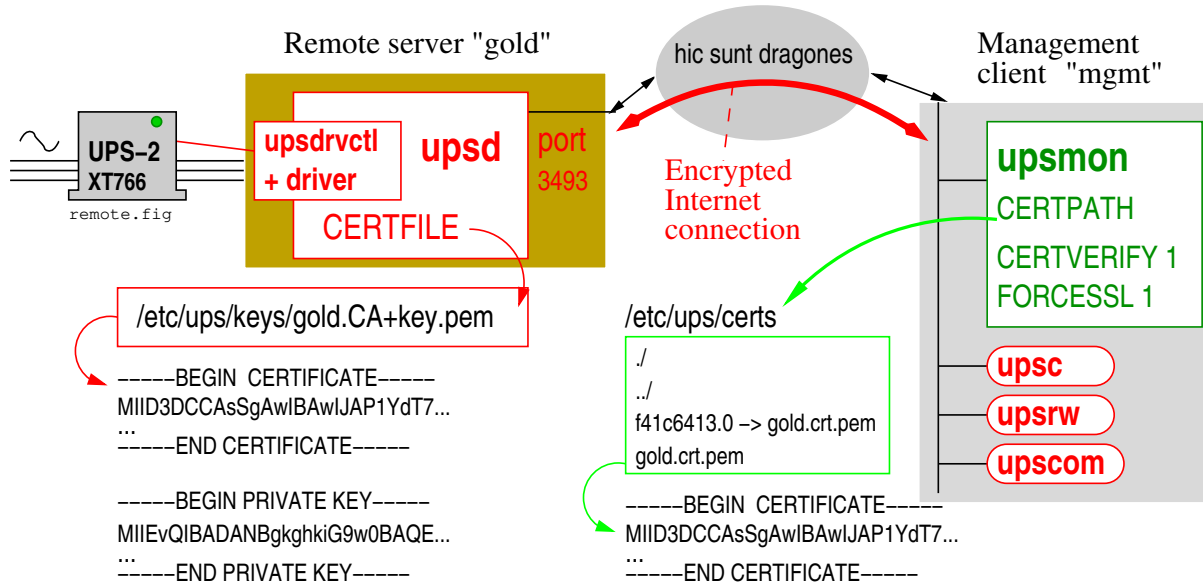 Remote server "gold"
hic sunt dragones
Management
client "mgmt"
UPS−2
XT766
remote.fig
upsdrvctl
+ driver
upsd
port
3493
CERTFILE
Encrypted
Internet
connection
upsmon
CERTPATH
CERTVERIFY 1
FORCESSL 1
upsc
upsrw
upscom
/etc/ups/keys/gold.CA+key.pem
−−−−−BEGIN CERTIFICATE−−−−−
MIID3DCCAsSgAwIBAwIJAP1YdT7...
...
−−−−−END CERTIFICATE−−−−−
−−−−−BEGIN PRIVATE KEY−−−−−
MIIEvQIBADANBgkghkiG9w0BAQE...
...
−−−−−END PRIVATE KEY−−−−−
/etc/ups/certs
./
../
f41c6413.0 −> gold.crt.pem
gold.crt.pem
−−−−−BEGIN CERTIFICATE−−−−−
MIID3DCCAsSgAwIBAwIJAP1YdT7...
...
−−−−−END CERTIFICATE−−−−−